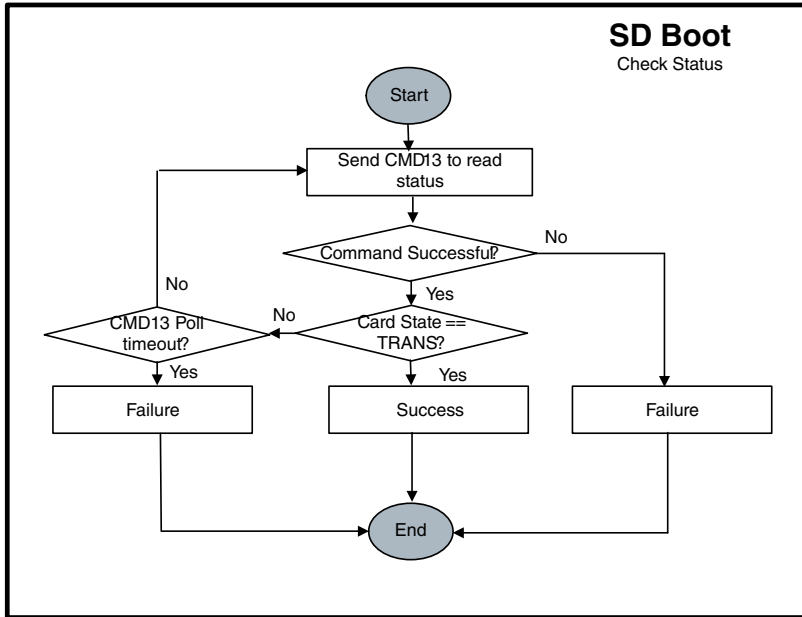 SD Boot
Check Status
Start
Send CMD13 to read
status
Command Successful?
No
Yes
Card State ==
TRANS?
No
CMD13 Poll
timeout?
No
Yes
Yes
Failure
Success
Failure
End